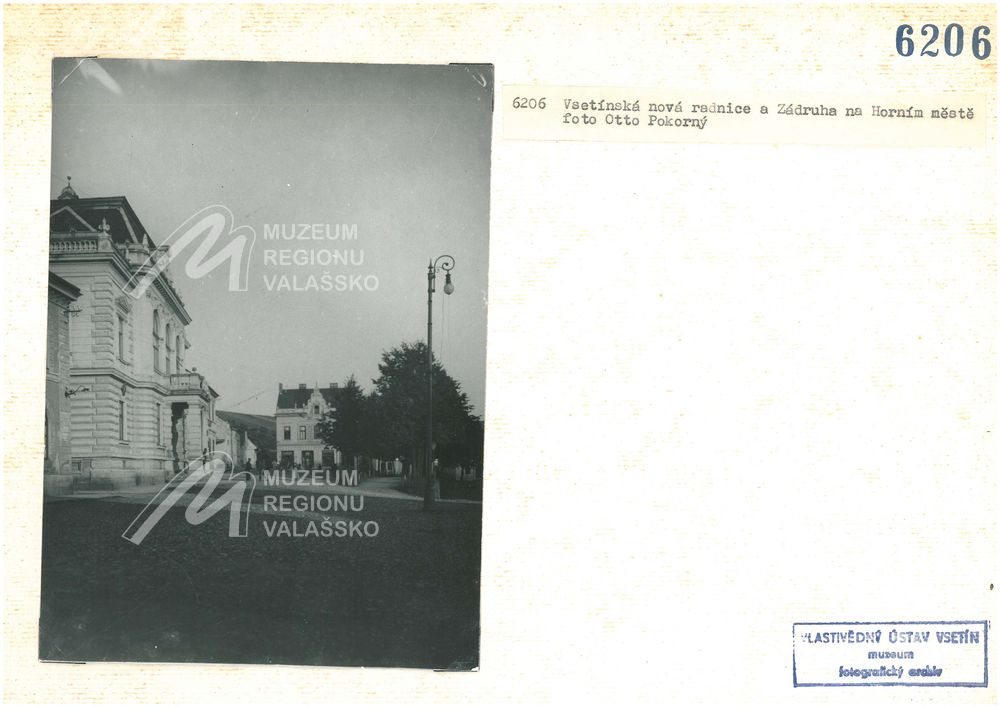 6206
6206 Vsetínská nová radnice a Zádruha na Horním městě
foto Otto Pokorný
MUZEUM
REGIONU
VALAŠSKO
MUZEUM
REGIONU
VALAŠSKO
VLASTIVĚDNÝ ÚSTAV VSETÍN
muzeum
fotografický archiv